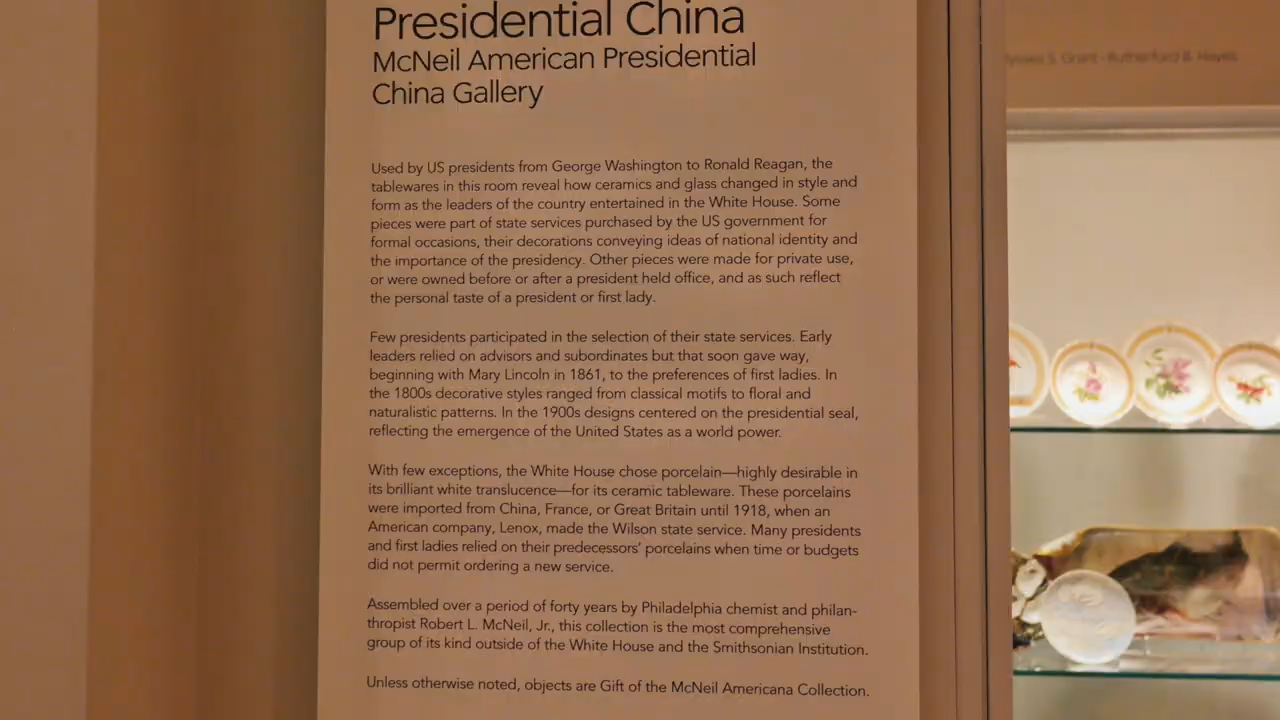 Presidential China
McNeil American Presidential
China Gallery
Used by US presidents from George Washington to Ronald Reagan, the
tablewares in this room reveal how ceramics and glass changed in style and
form as the leaders of the country entertained in the White House. Some
pieces were part of state services purchased by the US government for
formal occasions, their decorations conveying ideas of national identity and
the importance of the presidency. Other pieces were made for private use,
or were owned before or after a president held office, and as such reflect
the personal taste of a president or first lady.
Few presidents participated in the selection of their state services. Early
leaders relied on advisors and subordinates but that soon gave way,
beginning with Mary Lincoln in 1861, to the preferences of first ladies. In
the 1800s decorative styles ranged from classical motifs to floral and
naturalistic patterns. In the 1900s designs centered on the presidential seal,
reflecting the emergence of the United States as a world power.
With few exceptions, the White House chose porcelain—highly desirable in
its brilliant white translucence—for its ceramic tableware. These porcelains
were imported from China, France, or Great Britain until 1918, when an
American company, Lenox, made the Wilson state service. Many presidents
and first ladies relied on their predecessors' porcelains when time or budgets
did not permit ordering a new service.
Assembled over a period of forty years by Philadelphia chemist and philan-
thropist Robert L. McNeil, Jr., this collection is the most comprehensive
group of its kind outside of the White House and the Smithsonian Institution.
Unless otherwise noted, objects are Gift of the McNeil Americana Collection.
S. Grant · Rutherford B. Hayes